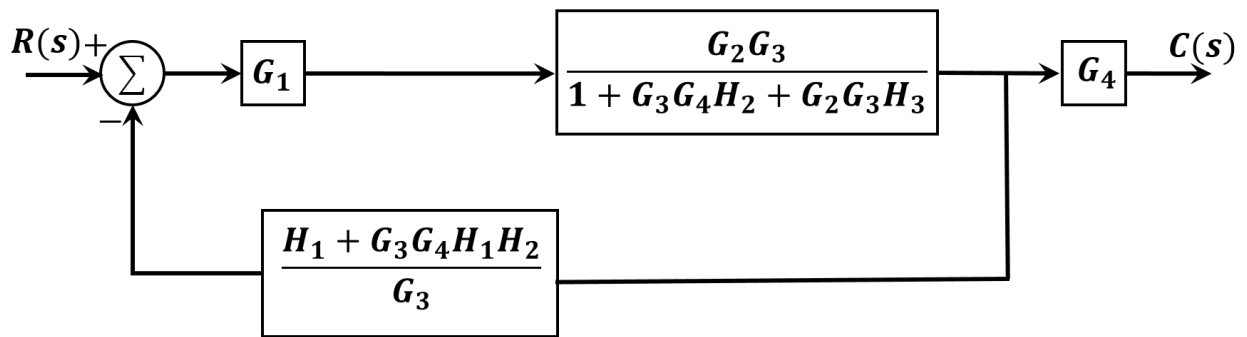 R(s)
+
∑
−
G₁
G₂G₃
1 + G₃G₄H₂ + G₂G₃H₃
G₄
C(s)
H₁ + G₃G₄H₁H₂
G₃